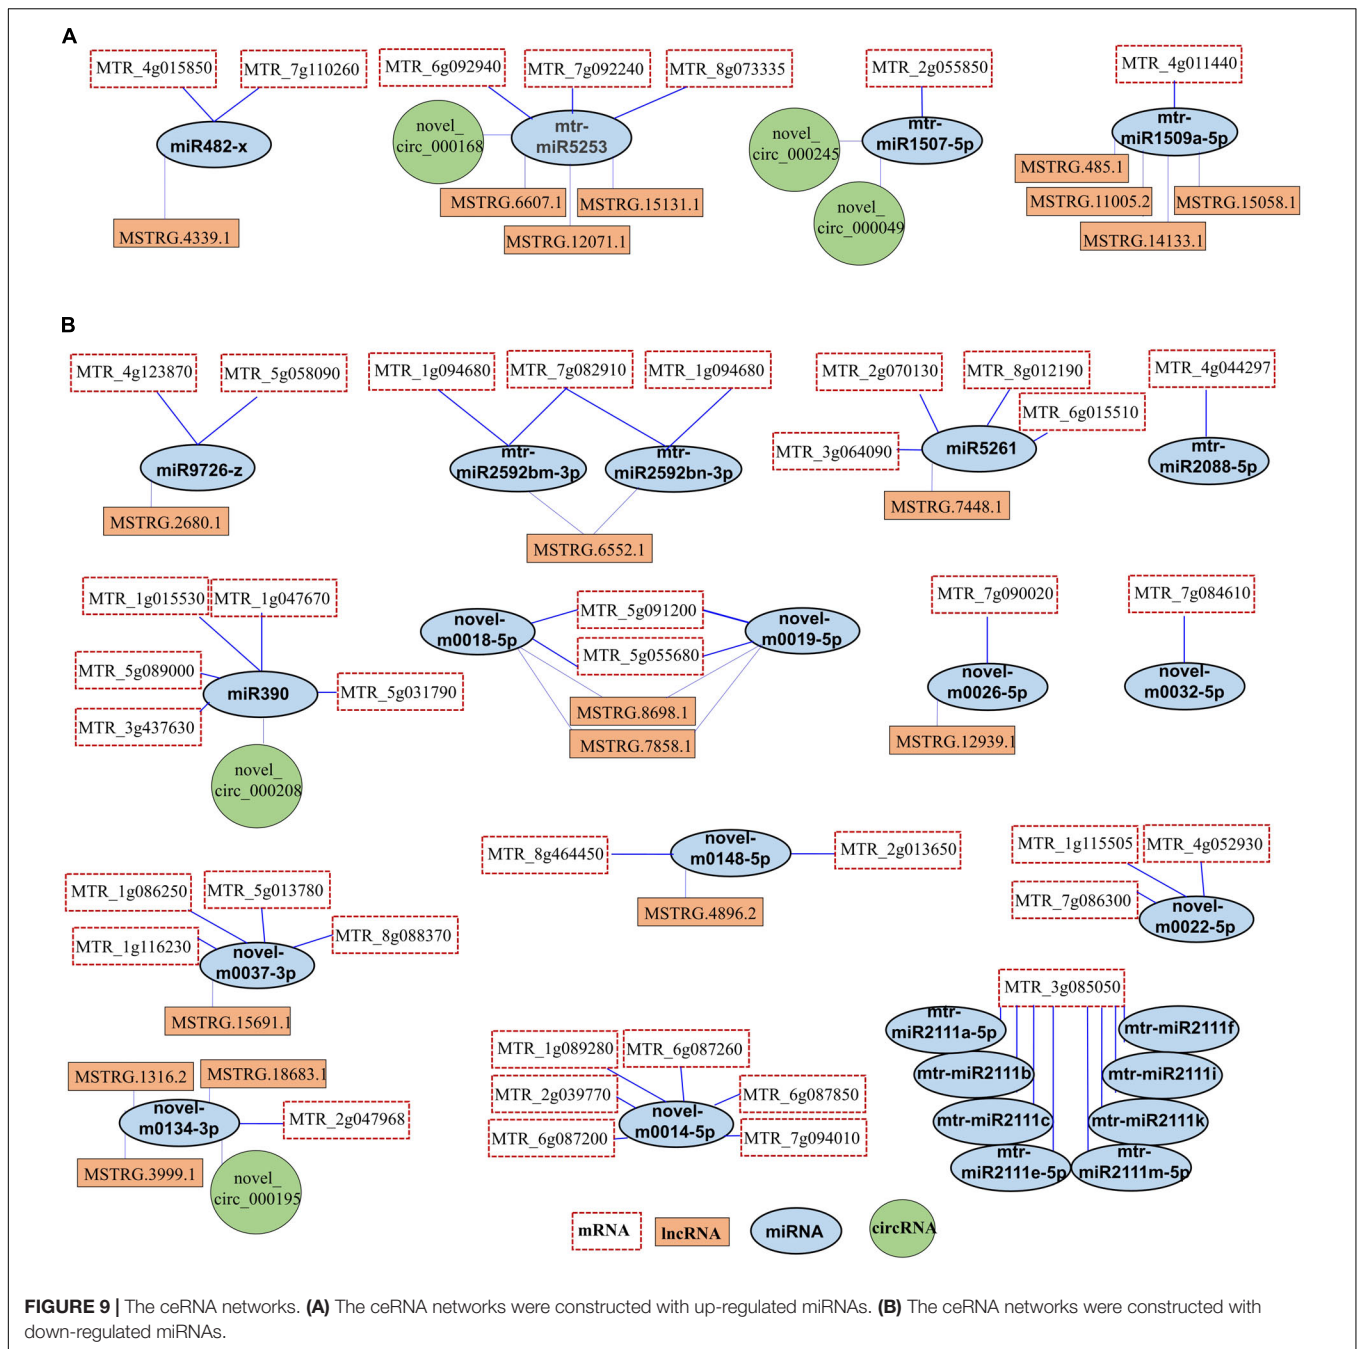 A
MTR_4g015850
MTR_7g110260
miR482-x
MSTRG.4339.1
MTR_6g092940
MTR_7g092240
MTR_8g073335
novel_
circ_000168
mtr-
miR5253
MSTRG.6607.1
MSTRG.15131.1
MSTRG.12071.1
MTR_2g055850
novel_
circ_000245
mtr-
miR1507-5p
novel_
circ_000049
MTR_4g011440
mtr-
miR1509a-5p
MSTRG.485.1
MSTRG.11005.2
MSTRG.15058.1
MSTRG.14133.1
B
MTR_4g123870
MTR_5g058090
miR9726-z
MSTRG.2680.1
MTR_1g094680
MTR_7g082910
MTR_1g094680
mtr-
miR2592bm-3p
mtr-
miR2592bn-3p
MSTRG.6552.1
MTR_2g070130
MTR_8g012190
MTR_6g015510
MTR_3g064090
miR5261
MSTRG.7448.1
MTR_4g044297
mtr-
miR2088-5p
MTR_1g015530
MTR_1g047670
MTR_5g089000
miR390
MTR_5g031790
MTR_3g437630
novel_
circ_000208
novel-
m0018-5p
MTR_5g091200
MTR_5g055680
novel-
m0019-5p
MSTRG.8698.1
MSTRG.7858.1
MTR_7g090020
novel-
m0026-5p
MSTRG.12939.1
MTR_7g084610
novel-
m0032-5p
MTR_1g086250
MTR_5g013780
MTR_1g116230
MTR_8g088370
novel-
m0037-3p
MSTRG.15691.1
MTR_8g464450
novel-
m0148-5p
MTR_2g013650
MSTRG.4896.2
MTR_1g115505
MTR_4g052930
MTR_7g086300
novel-
m0022-5p
MSTRG.1316.2
MSTRG.18683.1
novel-
m0134-3p
MTR_2g047968
MSTRG.3999.1
novel_
circ_000195
MTR_1g089280
MTR_6g087260
MTR_2g039770
MTR_6g087850
novel-
m0014-5p
MTR_6g087200
MTR_7g094010
MTR_3g085050
mtr-
miR2111a-5p
mtr-miR2111f
mtr-miR2111b
mtr-miR2111i
mtr-miR2111c
mtr-miR2111k
mtr-
miR2111e-5p
mtr-
miR2111m-5p
mRNA
lncRNA
miRNA
circRNA
FIGURE 9 | The ceRNA networks. (A) The ceRNA networks were constructed with up-regulated miRNAs. (B) The ceRNA networks were constructed with
down-regulated miRNAs.